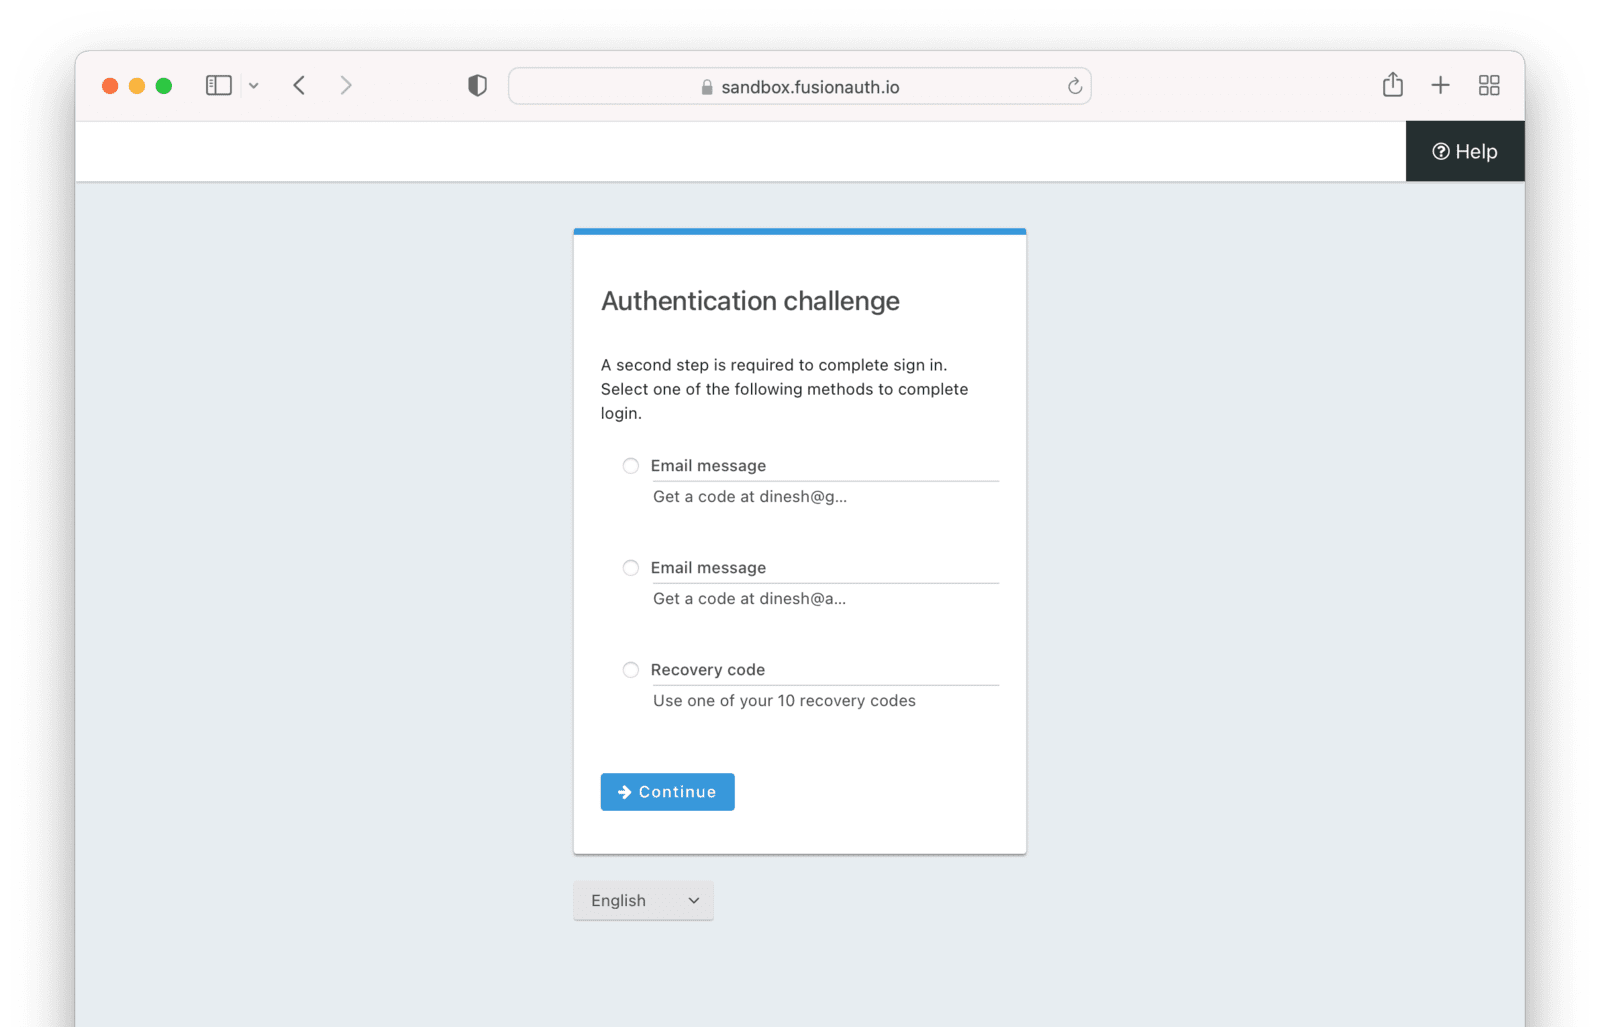 sandbox.fusionauth.io
Help
Authentication challenge
A second step is required to complete sign in.
Select one of the following methods to complete
login.
Email message
Get a code at dinesh@g...
Email message
Get a code at dinesh@a...
Recovery code
Use one of your 10 recovery codes
Continue
English